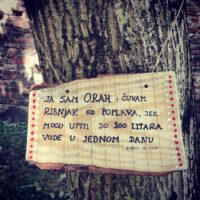 JA SAM ORAH I ČUVAM
RIBNJAK OD POPLAVA, JER
MOGU UPITI DO 300 LITARA
VODE U JEDNOM DANU